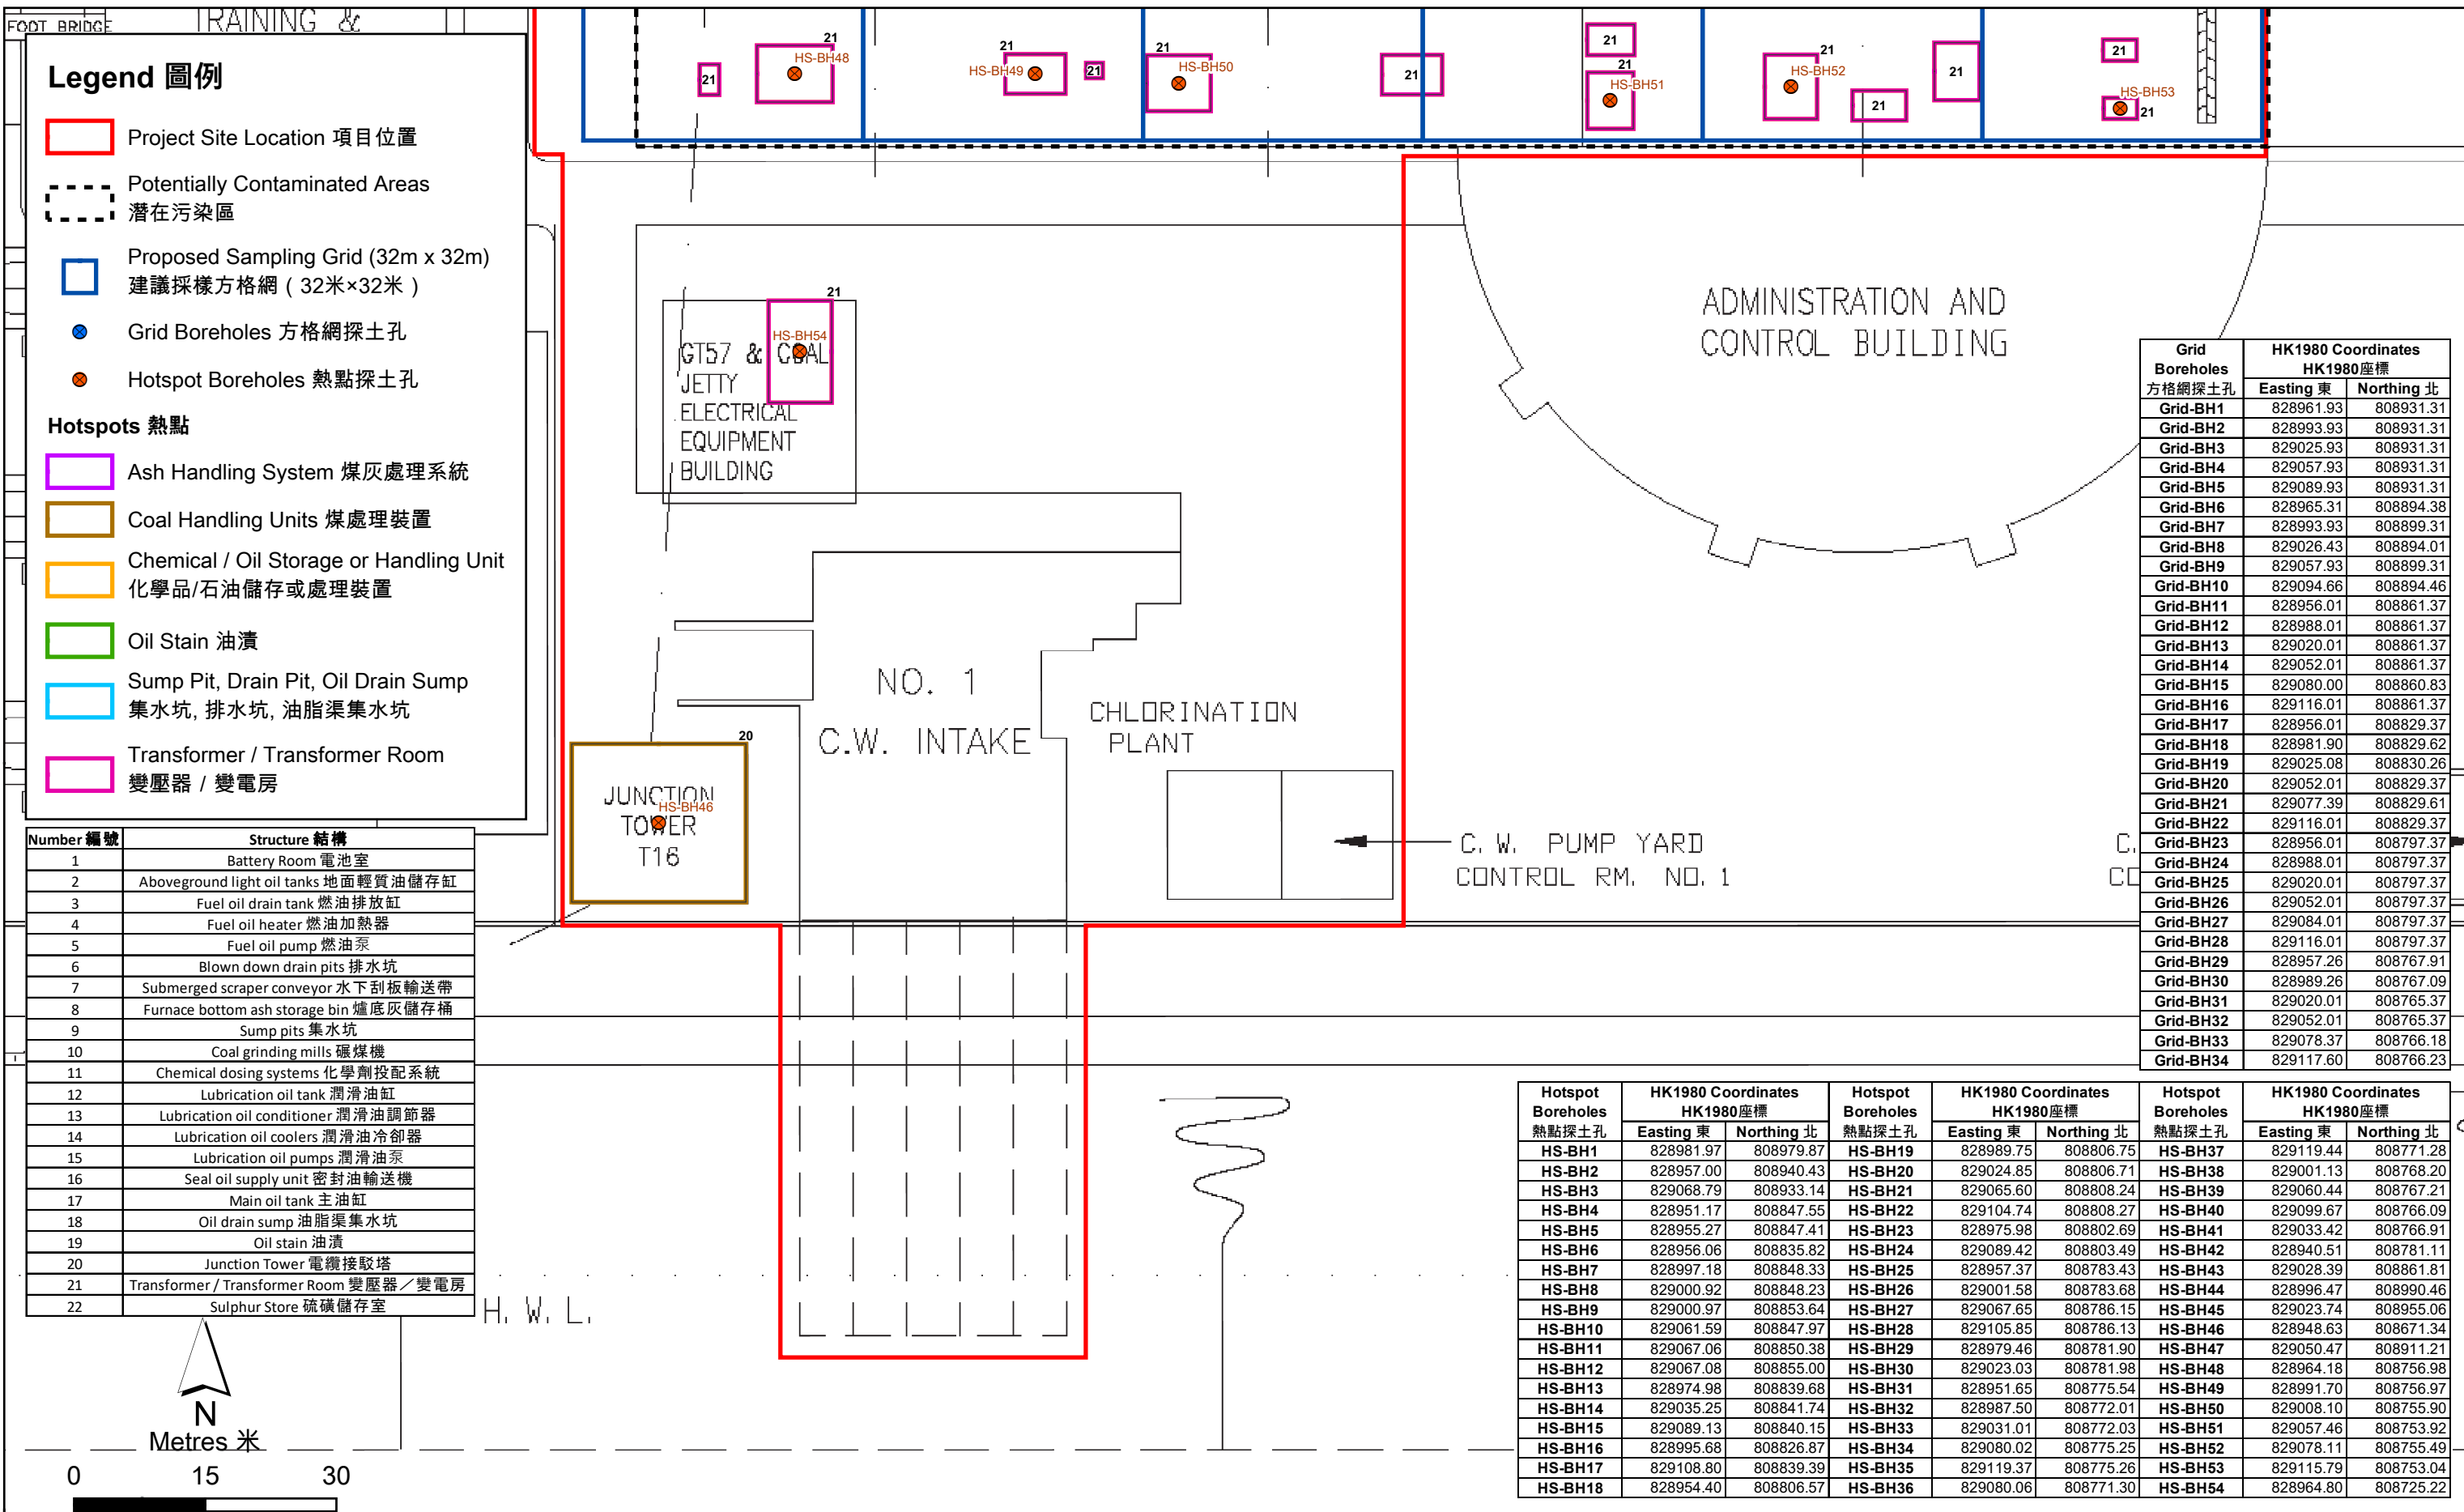 FOOT BRIDGE
TRAINING &
Legend 圖例
Project Site Location 項目位置
Potentially Contaminated Areas
潛在污染區
Proposed Sampling Grid (32m x 32m)
建議採樣方格網（32米×32米）
Grid Boreholes 方格網探土孔
Hotspot Boreholes 熱點探土孔
Hotspots 熱點
Ash Handling System 煤灰處理系統
Coal Handling Units 煤處理裝置
Chemical / Oil Storage or Handling Unit
化學品/石油儲存或處理裝置
Oil Stain 油漬
Sump Pit, Drain Pit, Oil Drain Sump
集水坑, 排水坑, 油脂渠集水坑
Transformer / Transformer Room
變壓器 / 變電房
21
21
HS-BH48
21
HS-BH49
21
21
HS-BH50
21
21
21
HS-BH51
21
HS-BH52
21
21
21
HS-BH53
21
21
HS-BH54
GT57 & COAL
JETTY
ELECTRICAL
EQUIPMENT
BUILDING
ADMINISTRATION AND
CONTROL BUILDING
NO. 1
C.W. INTAKE
CHLORINATION
PLANT
20
JUNCTION
HS-BH46
TOWER
T16
C. W. PUMP YARD
CONTROL RM. NO. 1
C.
CO
H. W. L.
Number 編號 Structure 結構
1 Battery Room 電池室
2 Aboveground light oil tanks 地面輕質油儲存缸
3 Fuel oil drain tank 燃油排放缸
4 Fuel oil heater 燃油加熱器
5 Fuel oil pump 燃油泵
6 Blown down drain pits 排水坑
7 Submerged scraper conveyor 水下刮板輸送帶
8 Furnace bottom ash storage bin 爐底灰儲存桶
9 Sump pits 集水坑
10 Coal grinding mills 碾煤機
11 Chemical dosing systems 化學劑投配系統
12 Lubrication oil tank 潤滑油缸
13 Lubrication oil conditioner 潤滑油調節器
14 Lubrication oil coolers 潤滑油冷卻器
15 Lubrication oil pumps 潤滑油泵
16 Seal oil supply unit 密封油輸送機
17 Main oil tank 主油缸
18 Oil drain sump 油脂渠集水坑
19 Oil stain 油漬
20 Junction Tower 電纜接駁塔
21 Transformer / Transformer Room 變壓器／變電房
22 Sulphur Store 硫磺儲存室
N
Metres 米
0 15 30
Grid HK1980 Coordinates
Boreholes HK1980座標
方格網探土孔 Easting 東 Northing 北
Grid-BH1 828961.93 808931.31
Grid-BH2 828993.93 808931.31
Grid-BH3 829025.93 808931.31
Grid-BH4 829057.93 808931.31
Grid-BH5 829089.93 808931.31
Grid-BH6 828965.31 808894.38
Grid-BH7 828993.93 808899.31
Grid-BH8 829026.43 808894.01
Grid-BH9 829057.93 808899.31
Grid-BH10 829094.66 808894.46
Grid-BH11 828956.01 808861.37
Grid-BH12 828988.01 808861.37
Grid-BH13 829020.01 808861.37
Grid-BH14 829052.01 808861.37
Grid-BH15 829080.00 808860.83
Grid-BH16 829116.01 808861.37
Grid-BH17 828956.01 808829.37
Grid-BH18 828981.90 808829.62
Grid-BH19 829025.08 808830.26
Grid-BH20 829052.01 808829.37
Grid-BH21 829077.39 808829.61
Grid-BH22 829116.01 808829.37
Grid-BH23 828956.01 808797.37
Grid-BH24 828988.01 808797.37
Grid-BH25 829020.01 808797.37
Grid-BH26 829052.01 808797.37
Grid-BH27 829084.01 808797.37
Grid-BH28 829116.01 808797.37
Grid-BH29 828957.26 808767.91
Grid-BH30 828989.26 808767.09
Grid-BH31 829020.01 808765.37
Grid-BH32 829052.01 808765.37
Grid-BH33 829078.37 808766.18
Grid-BH34 829117.60 808766.23
Hotspot HK1980 Coordinates Hotspot HK1980 Coordinates Hotspot HK1980 Coordinates
Boreholes HK1980座標 Boreholes HK1980座標 Boreholes HK1980座標
熱點探土孔 Easting 東 Northing 北 熱點探土孔 Easting 東 Northing 北 熱點探土孔 Easting 東 Northing 北
HS-BH1 828981.97 808979.87 HS-BH19 828989.75 808806.75 HS-BH37 829119.44 808771.28
HS-BH2 828957.00 808940.43 HS-BH20 829024.85 808806.71 HS-BH38 829001.13 808768.20
HS-BH3 829068.79 808933.14 HS-BH21 829065.60 808808.24 HS-BH39 829060.44 808767.21
HS-BH4 828951.17 808847.55 HS-BH22 829104.74 808808.27 HS-BH40 829099.67 808766.09
HS-BH5 828955.27 808847.41 HS-BH23 828975.98 808802.69 HS-BH41 829033.42 808766.91
HS-BH6 828956.06 808835.82 HS-BH24 829089.42 808803.49 HS-BH42 828940.51 808781.11
HS-BH7 828997.18 808848.33 HS-BH25 828957.37 808783.43 HS-BH43 829028.39 808861.81
HS-BH8 829000.92 808848.23 HS-BH26 829001.58 808783.68 HS-BH44 828996.47 808990.46
HS-BH9 829000.97 808853.64 HS-BH27 829067.65 808786.15 HS-BH45 829023.74 808955.06
HS-BH10 829061.59 808847.97 HS-BH28 829105.85 808786.13 HS-BH46 828948.63 808671.34
HS-BH11 829067.06 808850.38 HS-BH29 828979.46 808781.90 HS-BH47 829050.47 808911.21
HS-BH12 829067.08 808855.00 HS-BH30 829023.03 808781.98 HS-BH48 828964.18 808756.98
HS-BH13 828974.98 808839.68 HS-BH31 828951.65 808775.54 HS-BH49 828991.70 808756.97
HS-BH14 829035.25 808841.74 HS-BH32 828987.50 808772.01 HS-BH50 829008.10 808755.90
HS-BH15 829089.13 808840.15 HS-BH33 829031.01 808772.03 HS-BH51 829057.46 808753.92
HS-BH16 828995.68 808826.87 HS-BH34 829080.02 808775.25 HS-BH52 829078.11 808755.49
HS-BH17 829108.80 808839.39 HS-BH35 829119.37 808775.26 HS-BH53 829115.79 808753.04
HS-BH18 828954.40 808806.57 HS-BH36 829080.06 808771.30 HS-BH54 828964.80 808725.22